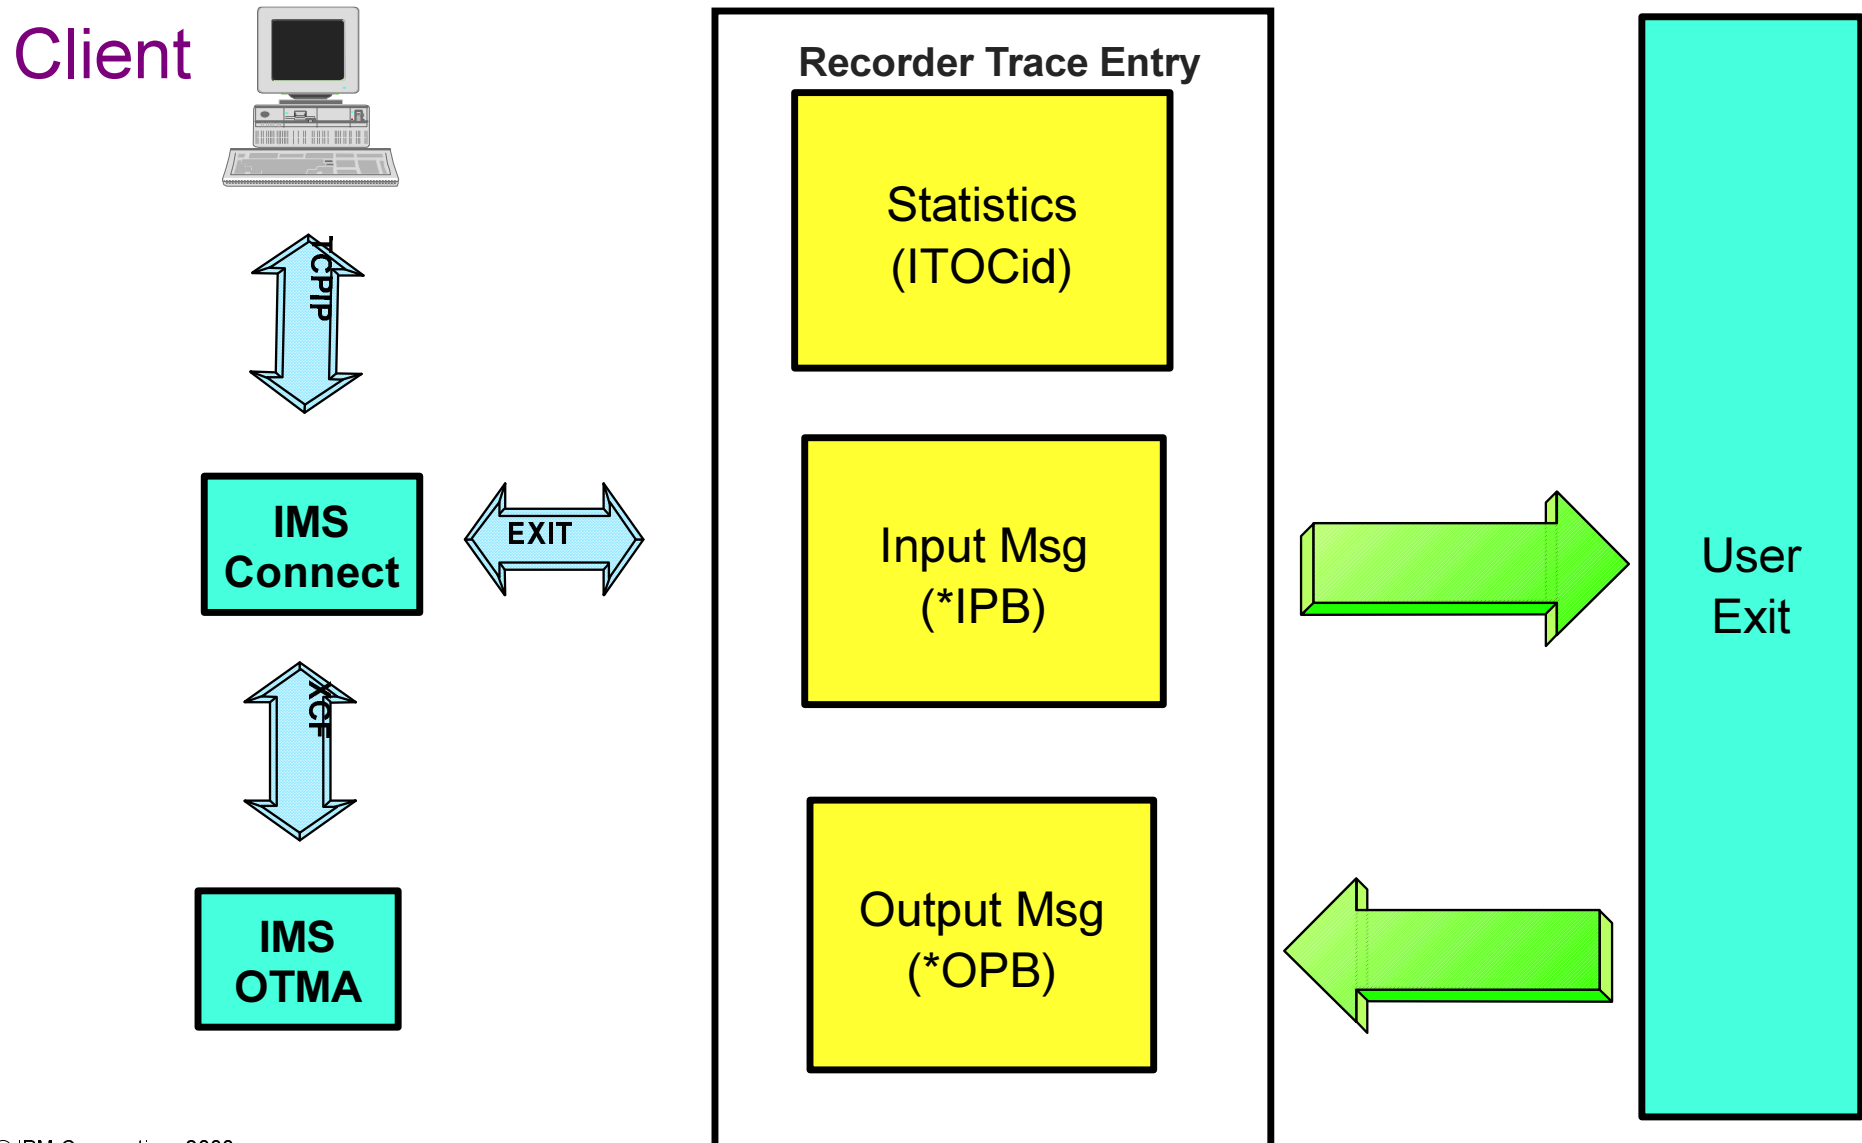 Client
TCPIP
IMS
Connect
EXIT
XCF
IMS
OTMA
Recorder Trace Entry
Statistics
(ITOCid)
Input Msg
(*IPB)
Output Msg
(*OPB)
User
Exit